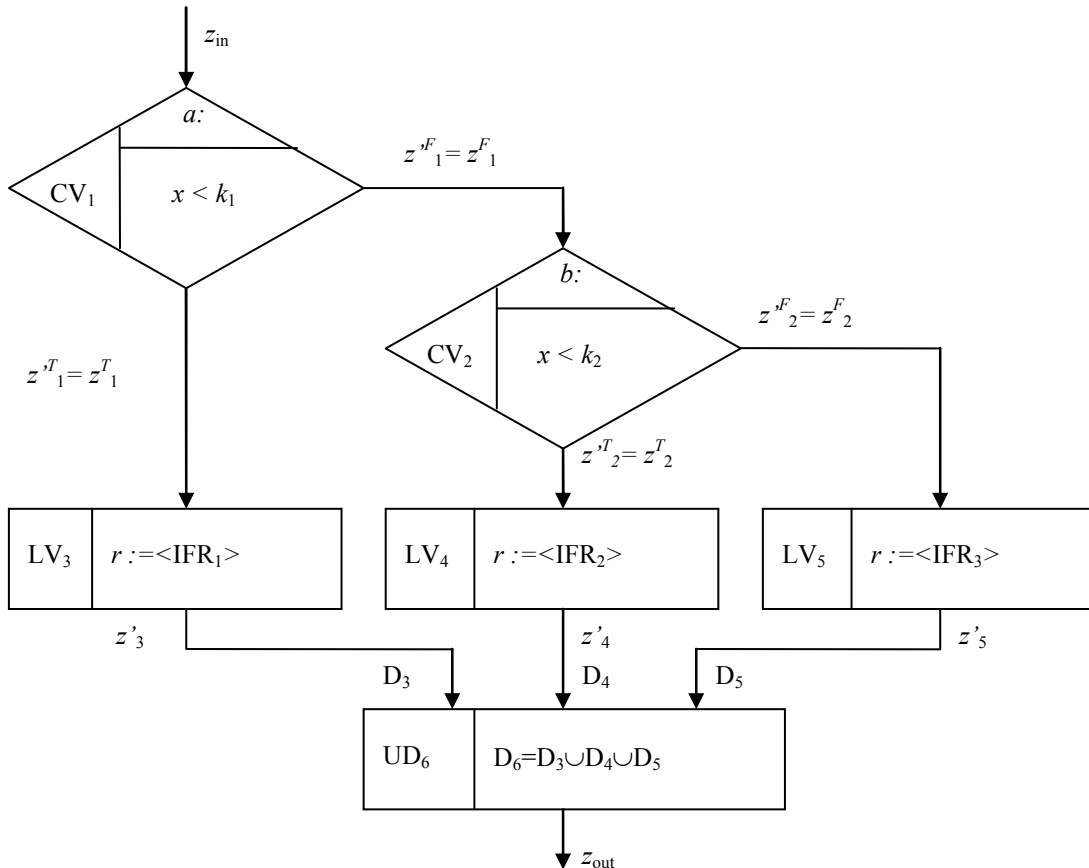 z_in
a:
CV₁
x < k₁
z'^F₁= z^F₁
b:
CV₂
x < k₂
z'^F₂= z^F₂
z'^T₁= z^T₁
z'^T₂= z^T₂
LV₃ r :=<IFR₁>
LV₄ r :=<IFR₂>
LV₅ r :=<IFR₃>
z'₃
z'₄
z'₅
D₃
D₄
D₅
UD₆ D₆=D₃∪D₄∪D₅
z_out